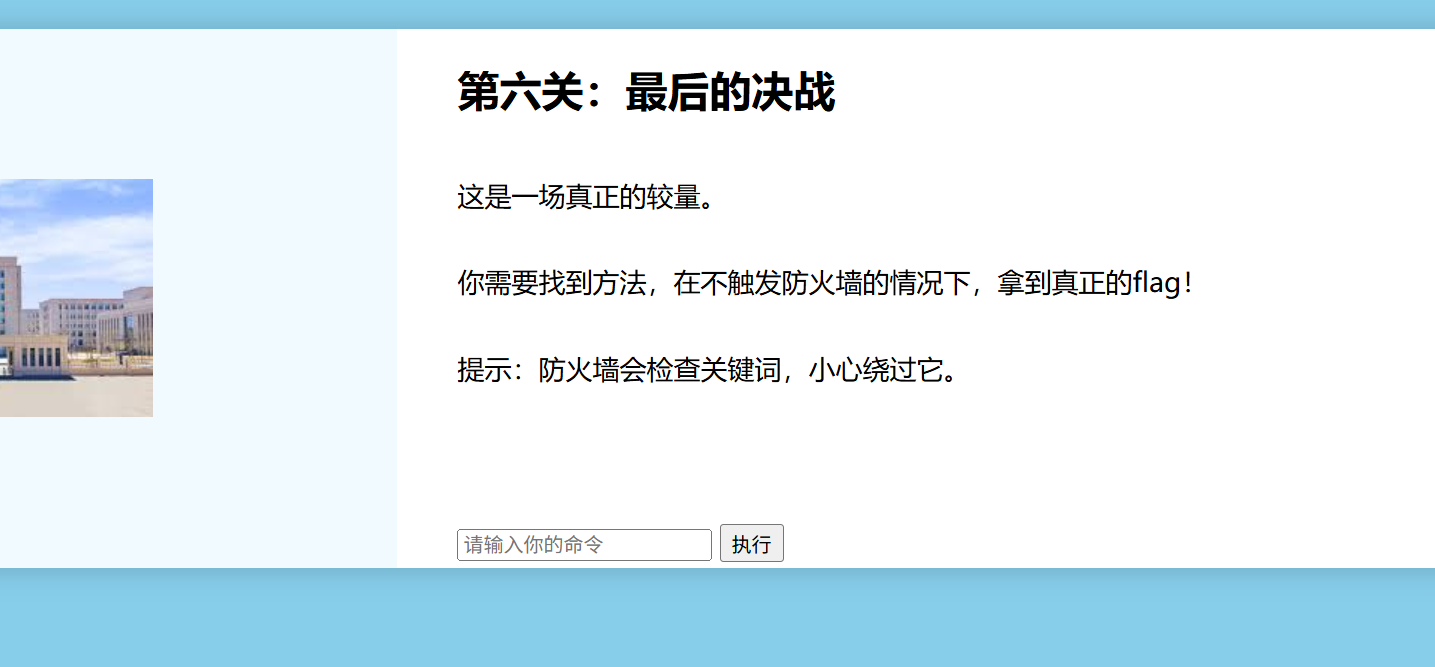 第六关：最后的决战
这是一场真正的较量。
你需要找到方法，在不触发防火墙的情况下，拿到真正的flag！
提示：防火墙会检查关键词，小心绕过它。
请输入你的命令 执行